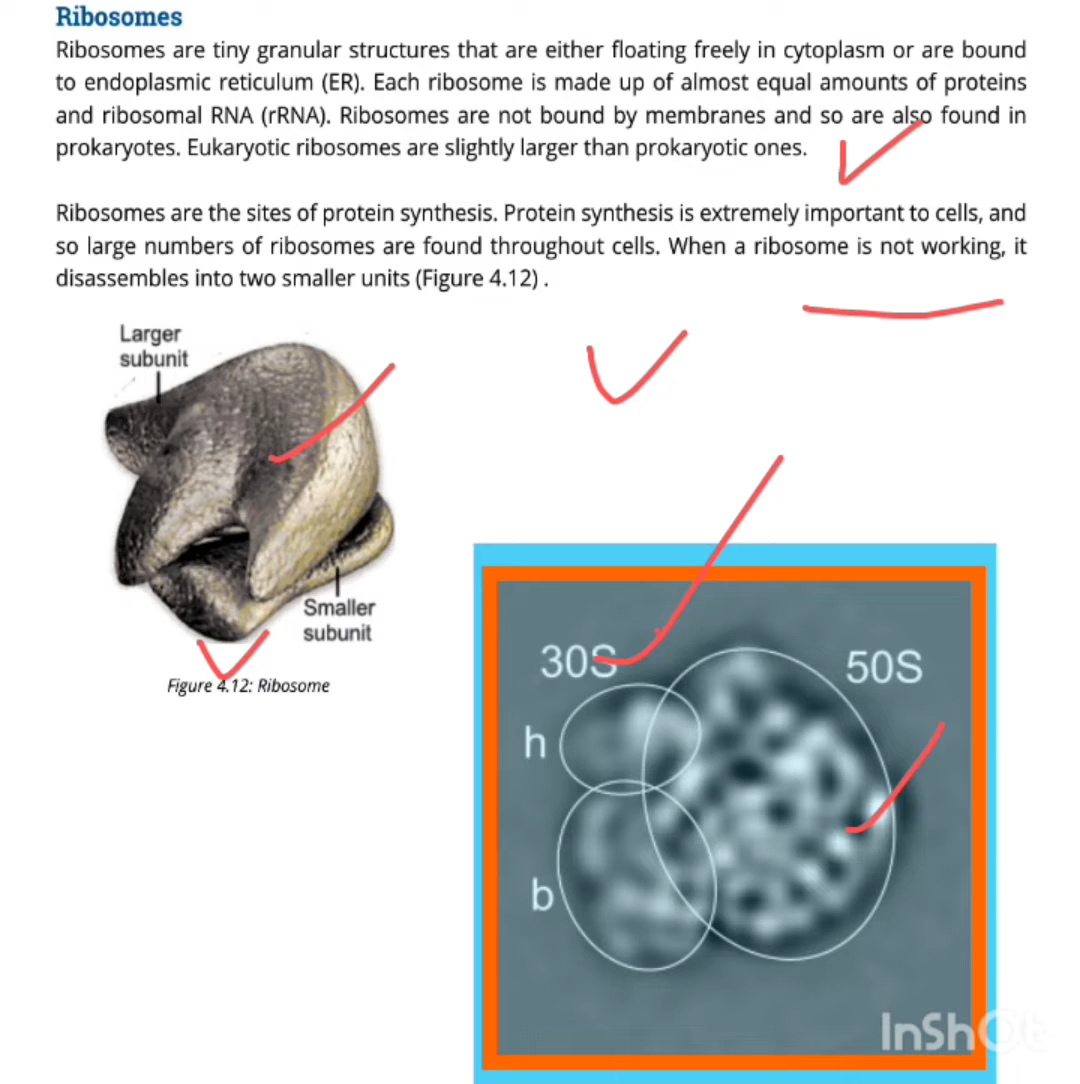 Ribosomes
Ribosomes are tiny granular structures that are either floating freely in cytoplasm or are bound
to endoplasmic reticulum (ER). Each ribosome is made up of almost equal amounts of proteins
and ribosomal RNA (rRNA). Ribosomes are not bound by membranes and so are also found in
prokaryotes. Eukaryotic ribosomes are slightly larger than prokaryotic ones.
Ribosomes are the sites of protein synthesis. Protein synthesis is extremely important to cells, and
so large numbers of ribosomes are found throughout cells. When a ribosome is not working, it
disassembles into two smaller units (Figure 4.12) .
Larger
subunit
Smaller
subunit
Figure 4.12: Ribosome
30S
50S
h
b
InShOt